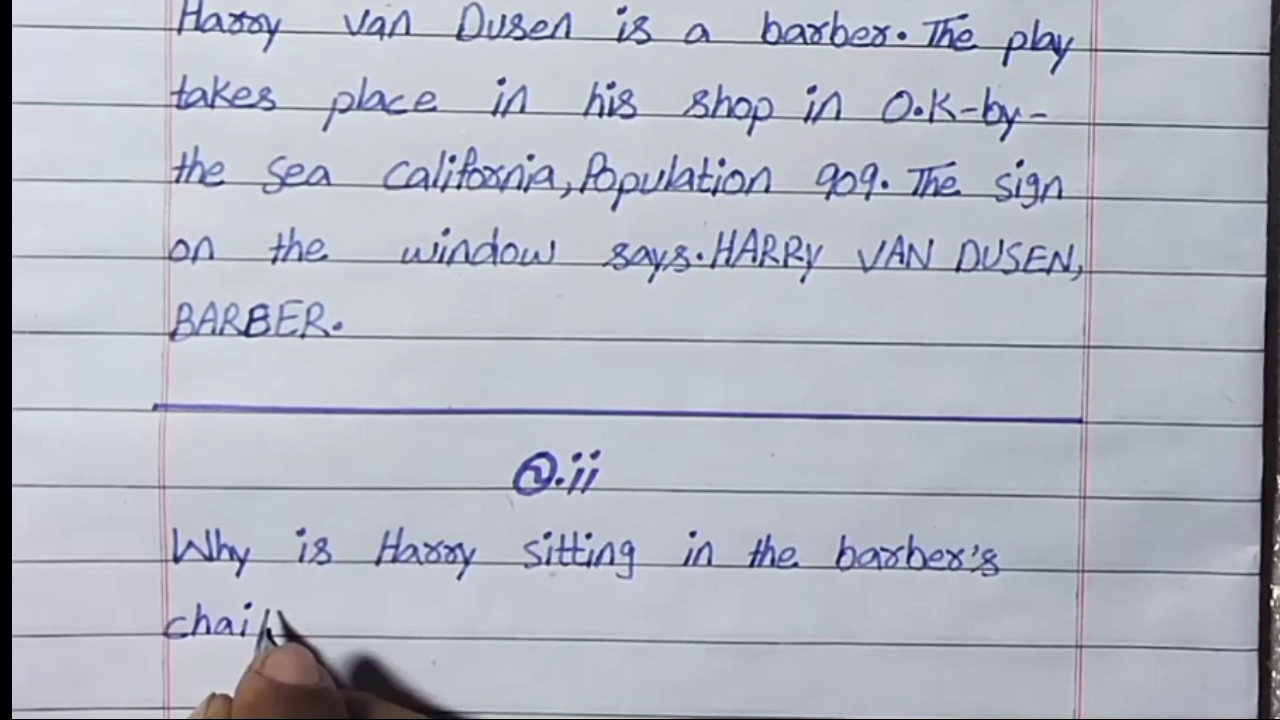 Harry van Dusen is a barber. The play
takes place in his shop in O.K-by-
the sea california, Population 909. The sign
on the window says. HARRY VAN DUSEN,
BARBER.
Q.ii
Why is Harry sitting in the barber's
chai